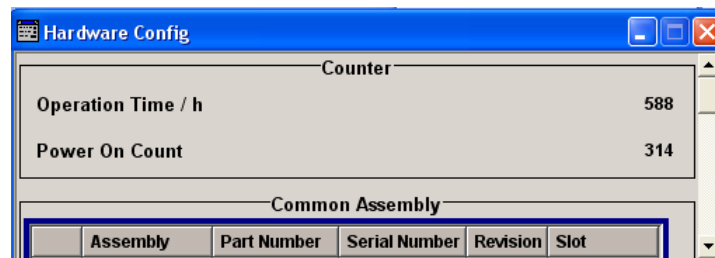 Hardware Config
Counter
Operation Time / h 588
Power On Count 314
Common Assembly
Assembly Part Number Serial Number Revision Slot